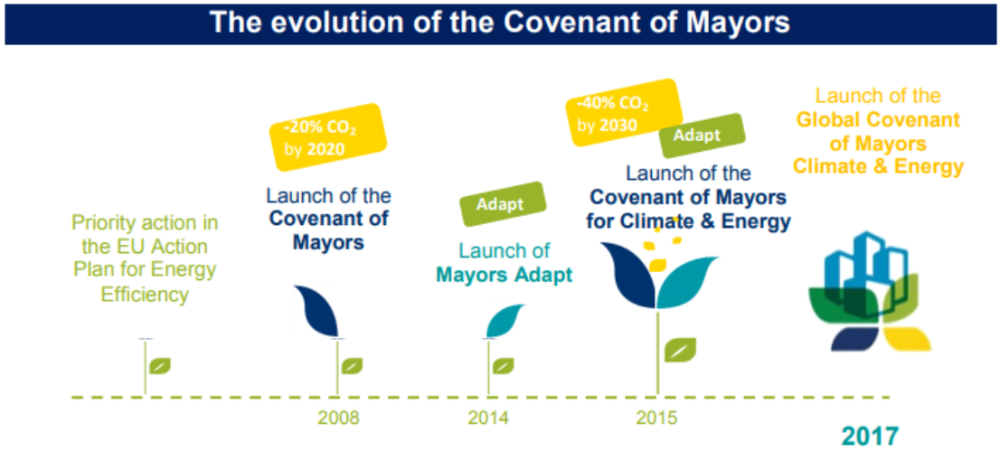 The evolution of the Covenant of Mayors
Priority action in
the EU Action
Plan for Energy
Efficiency
-20% CO₂
by 2020
Launch of the
Covenant of
Mayors
2008
Adapt
Launch of
Mayors Adapt
2014
-40% CO₂
by 2030
Adapt
Launch of the
Covenant of Mayors
for Climate & Energy
2015
Launch of the
Global Covenant
of Mayors
Climate & Energy
2017